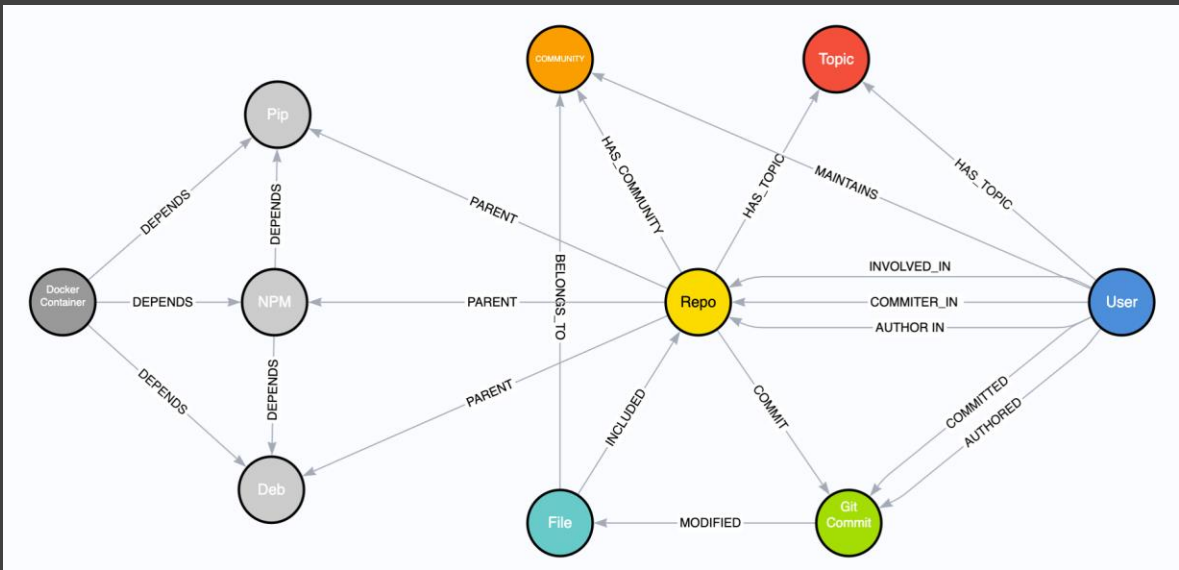 COMMUNITY
Topic
Pip
HAS_COMMUNITY
HAS_TOPIC
MAINTAINS
HAS_TOPIC
DEPENDS
DEPENDS
PARENT
BELONGS_TO
INVOLVED_IN
Docker
Container
DEPENDS
NPM
PARENT
Repo
COMMITER_IN
User
AUTHOR IN
DEPENDS
DEPENDS
PARENT
INCLUDED
COMMIT
COMMITTED
AUTHORED
Deb
File
MODIFIED
Git
Commit